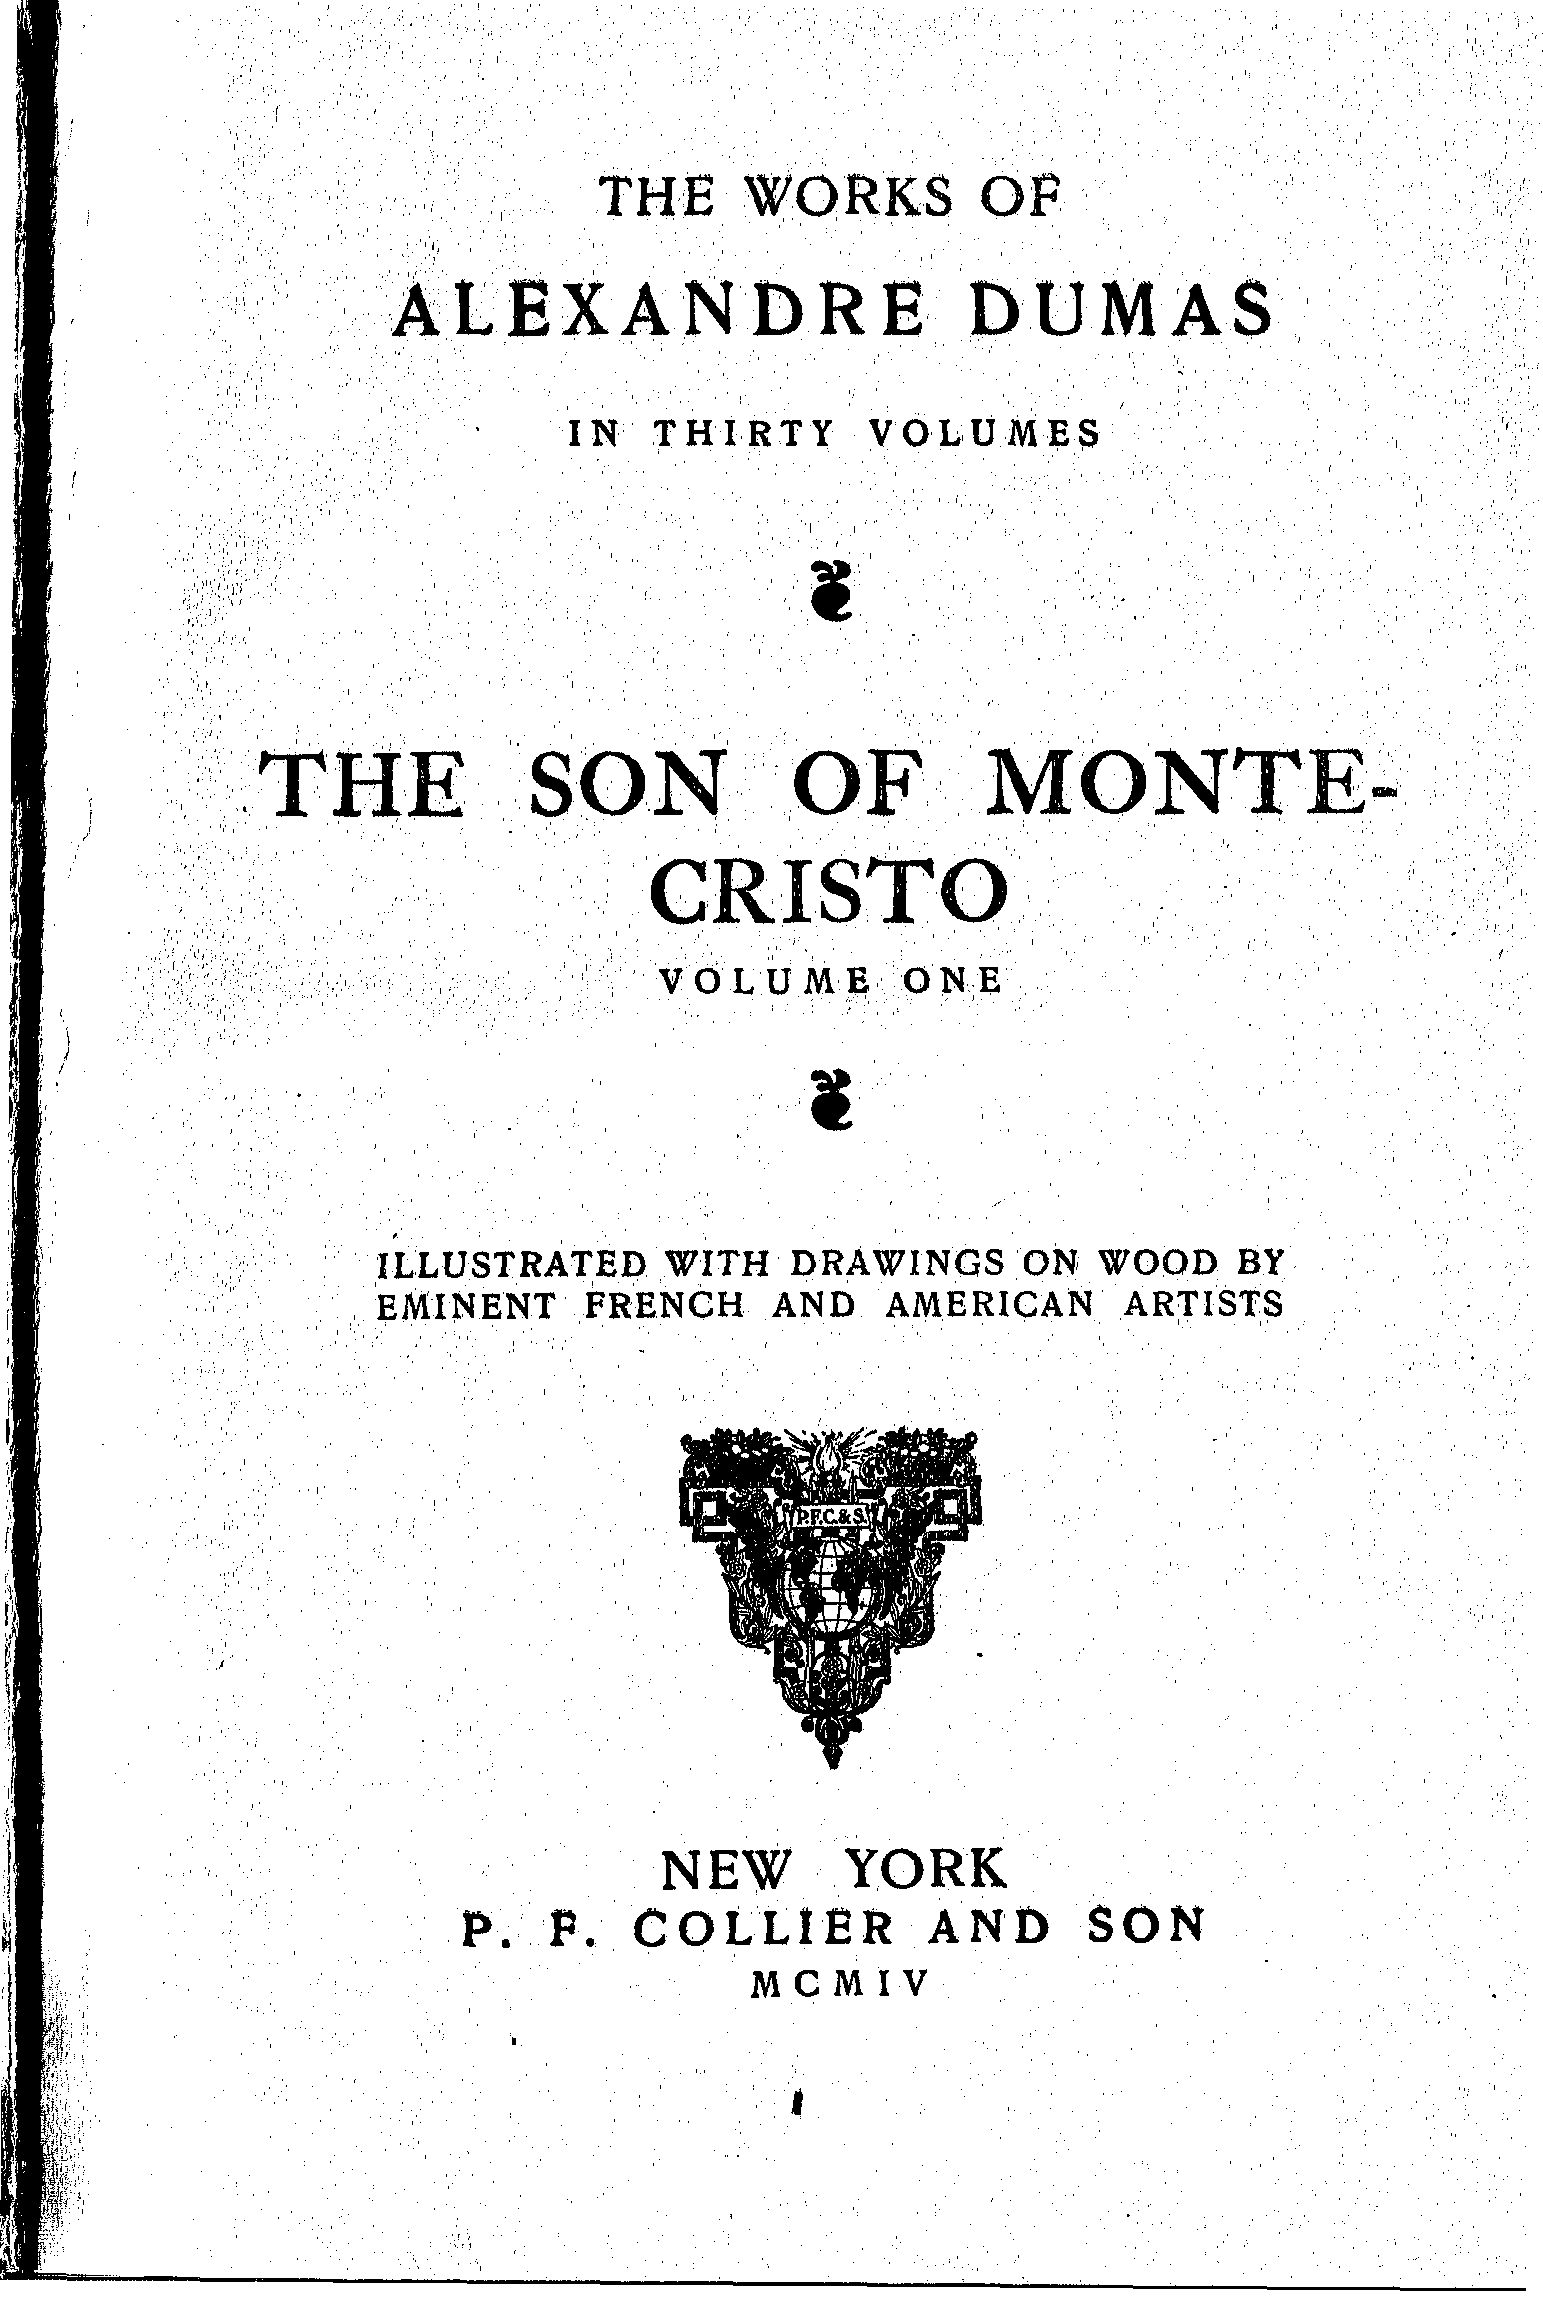 THE WORKS OF
ALEXANDRE DUMAS
IN THIRTY VOLUMES
THE SON OF MONTE-
CRISTO
VOLUME ONE
ILLUSTRATED WITH DRAWINGS ON WOOD BY
EMINENT FRENCH AND AMERICAN ARTISTS
P.F.C.& S.
NEW YORK
P. F. COLLIER AND SON
MCMIV